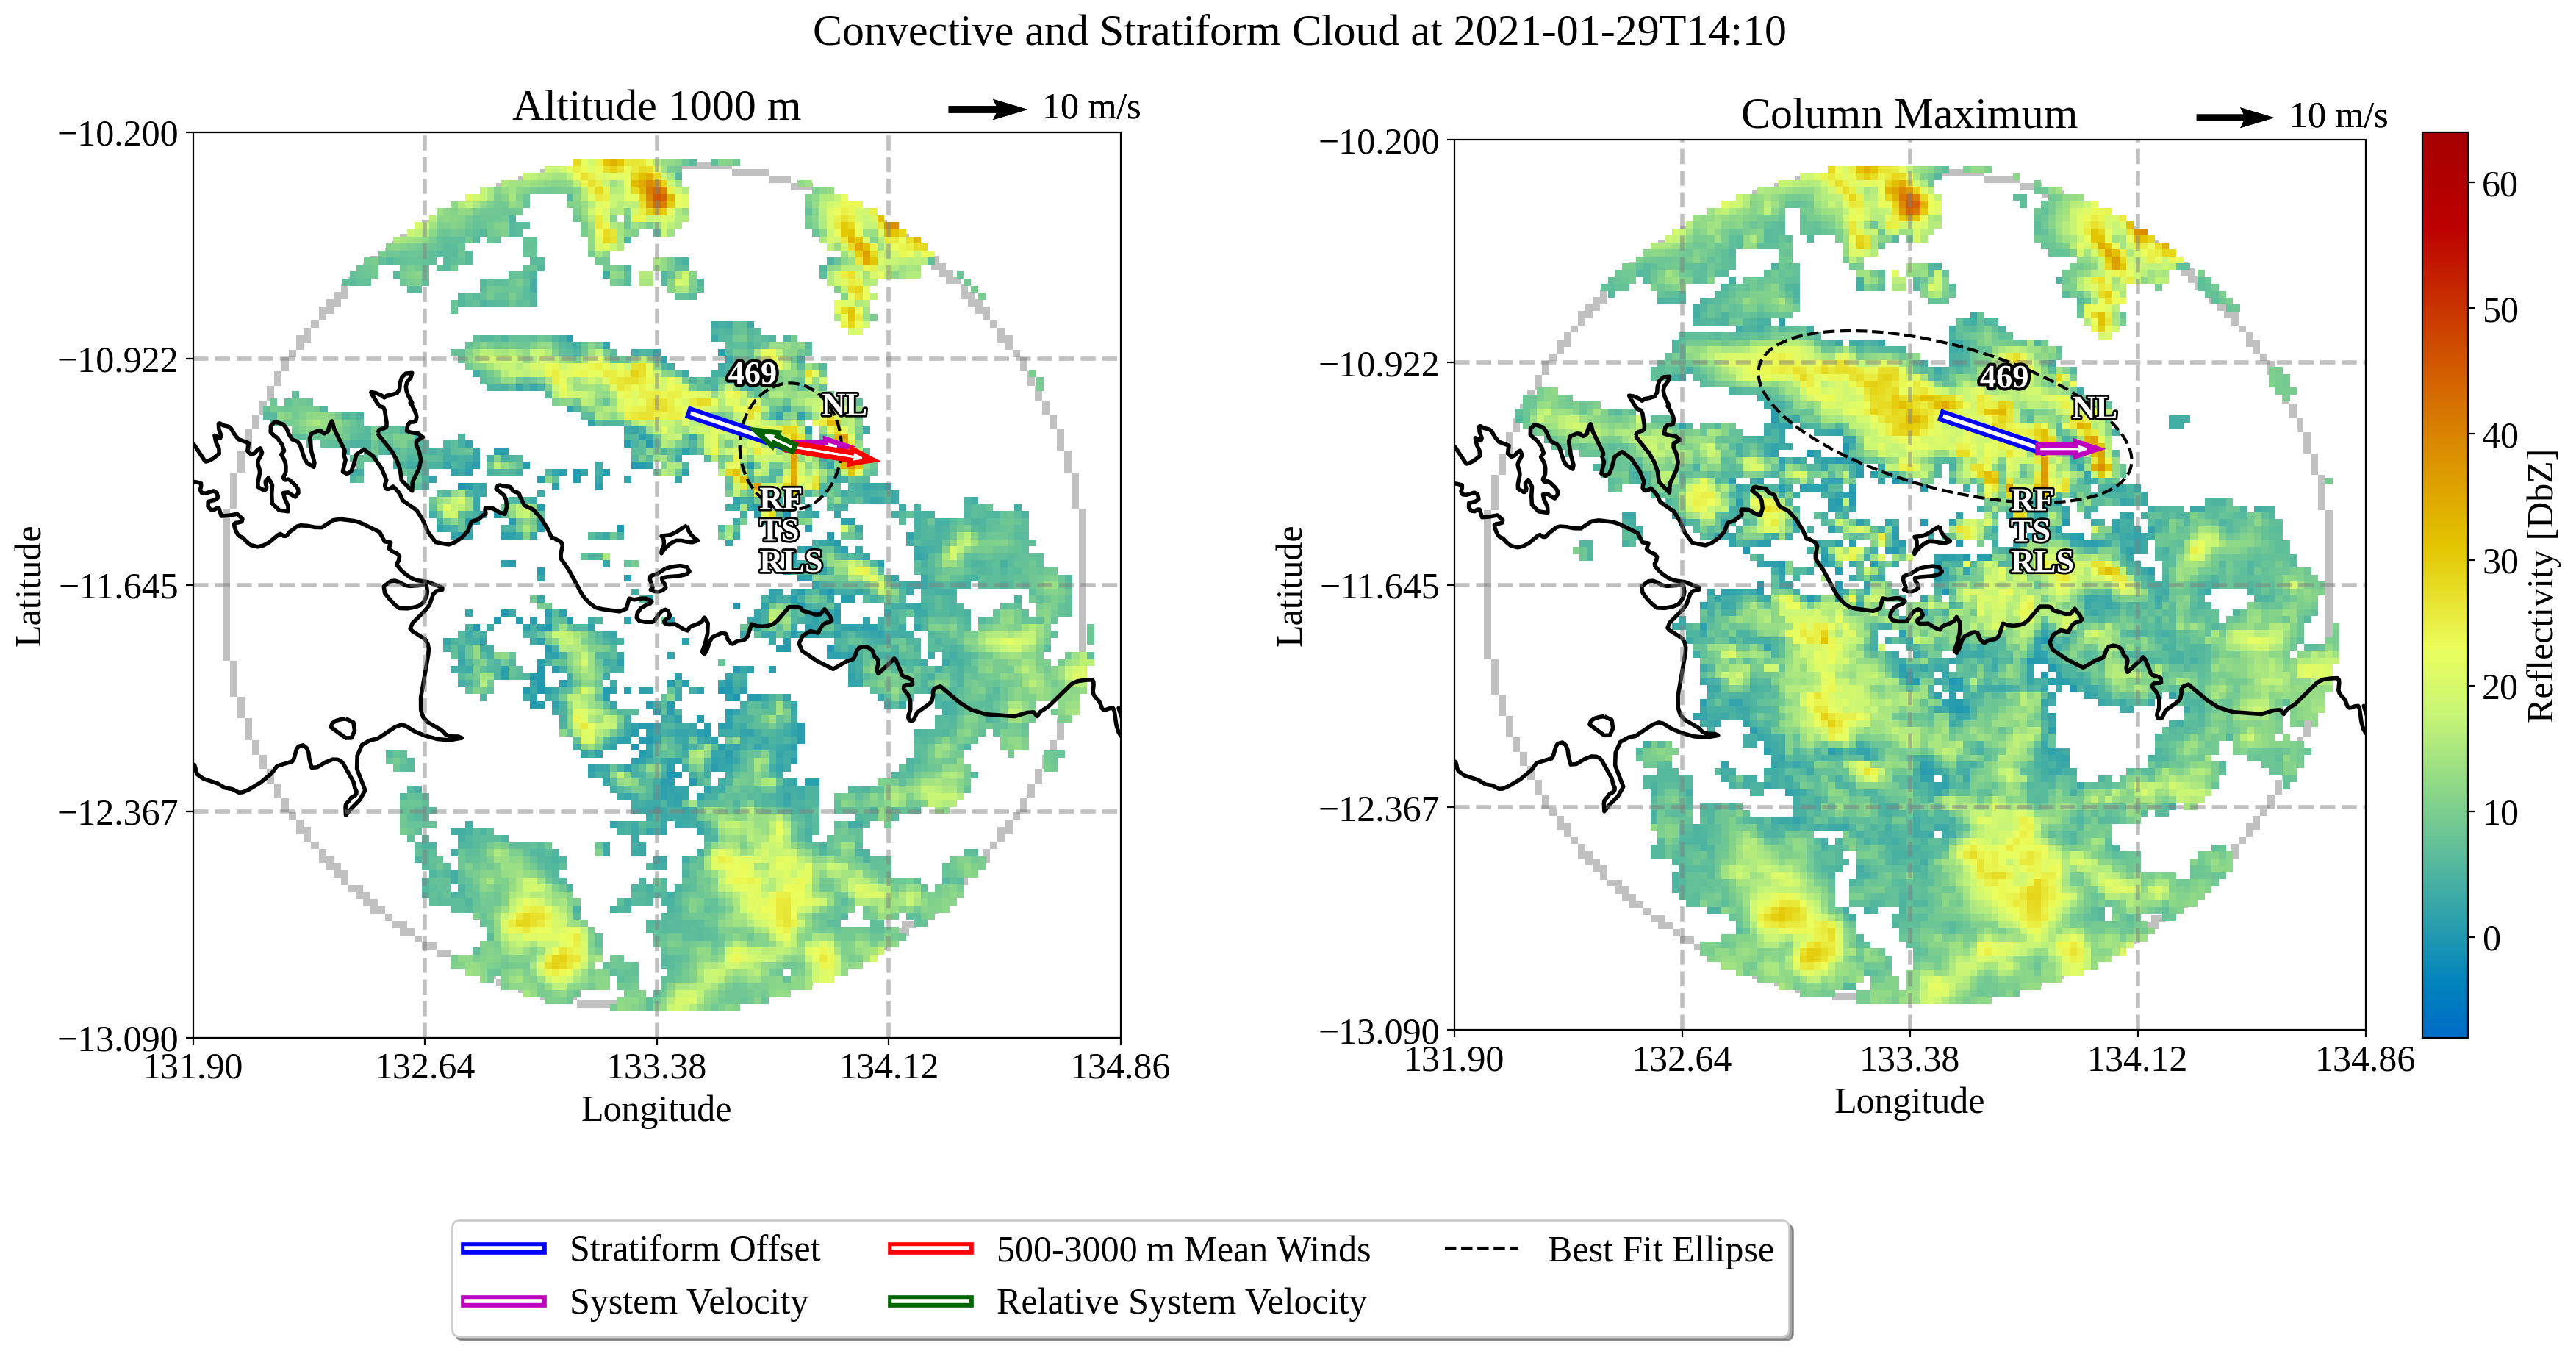 Convective and Stratiform Cloud at 2021-01-29T14:10
Altitude 1000 m
10 m/s
−10.200
−10.922
−11.645
−12.367
−13.090
131.90
132.64
133.38
134.12
134.86
Latitude
Longitude
469
NL
RF
TS
RLS
Column Maximum
10 m/s
−10.200
−10.922
−11.645
−12.367
−13.090
131.90
132.64
133.38
134.12
134.86
Latitude
Longitude
469
NL
RF
TS
RLS
60
50
40
30
20
10
0
Reflectivity [DbZ]
Stratiform Offset
System Velocity
500-3000 m Mean Winds
Relative System Velocity
Best Fit Ellipse